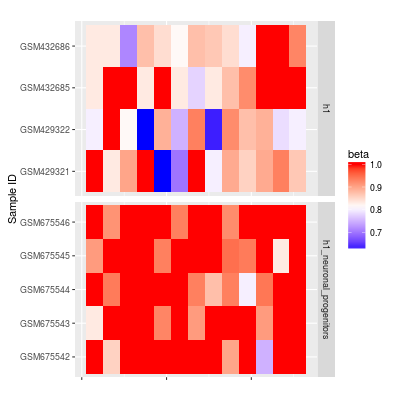 GSM432686
GSM432685
GSM429322
GSM429321
h1
GSM675546
GSM675545
GSM675544
GSM675543
GSM675542
h1_neuronal_progenitors
Sample ID
beta
1.0
0.9
0.8
0.7